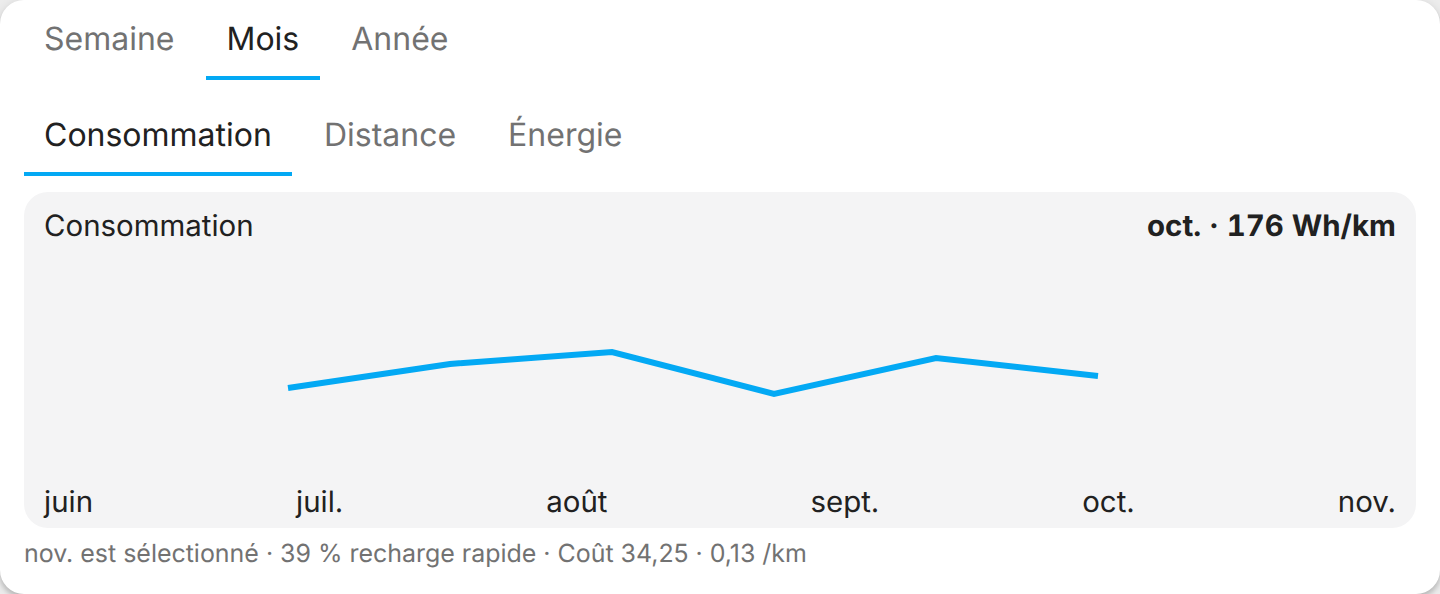 Semaine Mois Année
Consommation Distance Énergie
Consommation oct. · 176 Wh/km
juin juil. août sept. oct. nov.
nov. est sélectionné · 39 % recharge rapide · Coût 34,25 · 0,13 /km